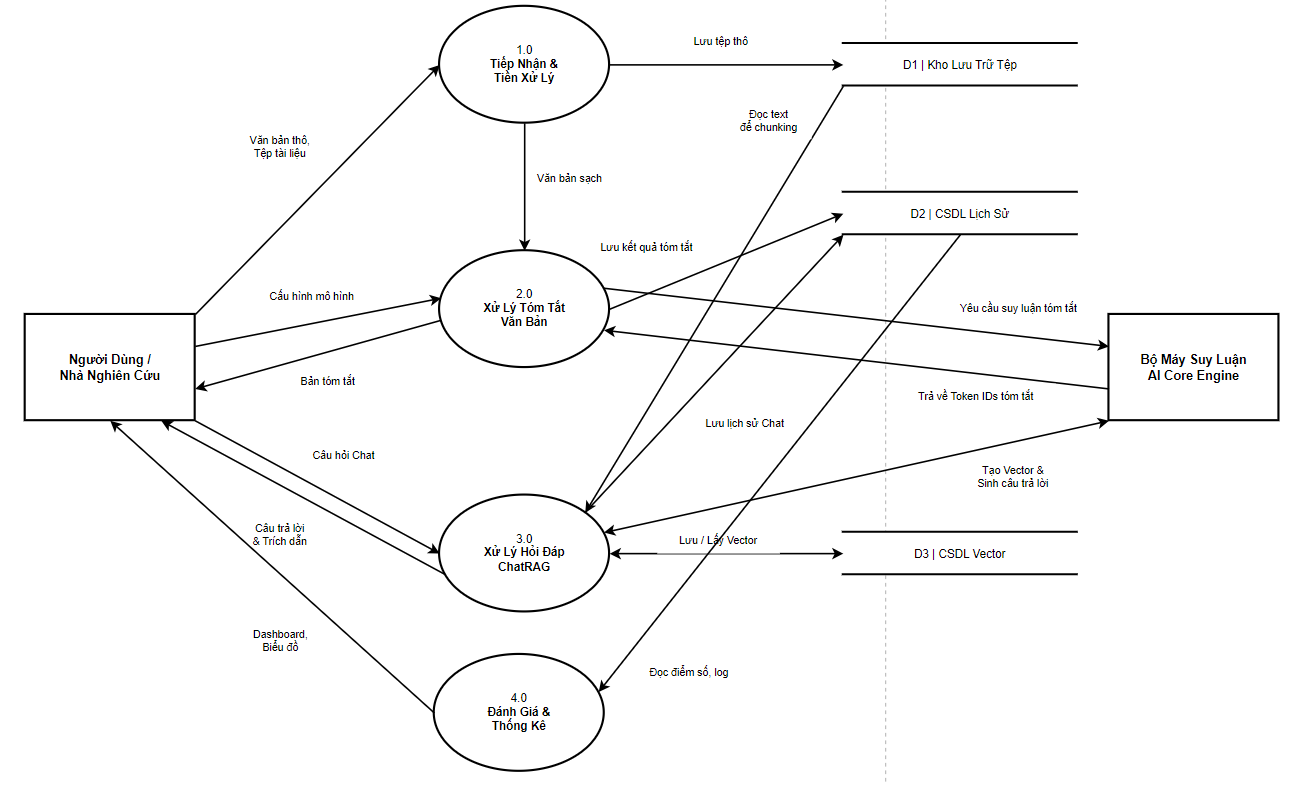 1.0
Tiếp Nhận &
Tiền Xử Lý
Lưu tệp thô
D1 | Kho Lưu Trữ Tệp
Đọc text
để chunking
Văn bản thô,
Tệp tài liệu
Văn bản sạch
D2 | CSDL Lịch Sử
Lưu kết quả tóm tắt
2.0
Xử Lý Tóm Tắt
Văn Bản
Cấu hình mô hình
Yêu cầu suy luận tóm tắt
Người Dùng /
Nhà Nghiên Cứu
Bộ Máy Suy Luận
AI Core Engine
Bản tóm tắt
Trả về Token IDs tóm tắt
Lưu lịch sử Chat
Câu hỏi Chat
Tạo Vector &
Sinh câu trả lời
Câu trả lời
& Trích dẫn
3.0
Xử Lý Hỏi Đáp
ChatRAG
Lưu / Lấy Vector
D3 | CSDL Vector
Dashboard,
Biểu đồ
Đọc điểm số, log
4.0
Đánh Giá &
Thống Kê